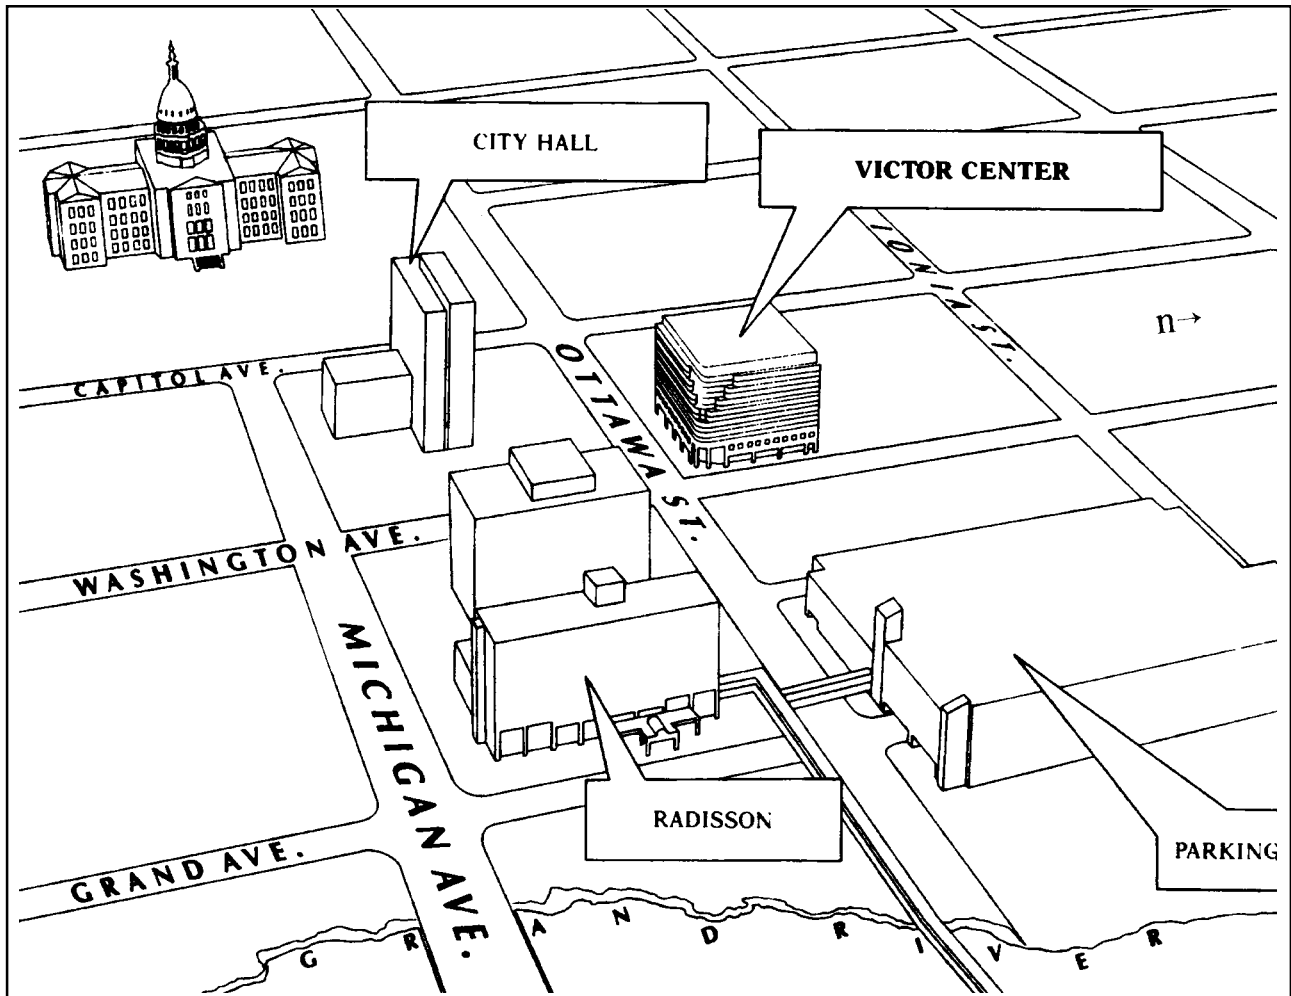 CITY HALL
VICTOR CENTER
IONIA ST.
n→
CAPITOL AVE.
OTTAWA ST.
WASHINGTON AVE.
MICHIGAN AVE.
RADISSON
PARKING
GRAND AVE.
GRAND RIVER